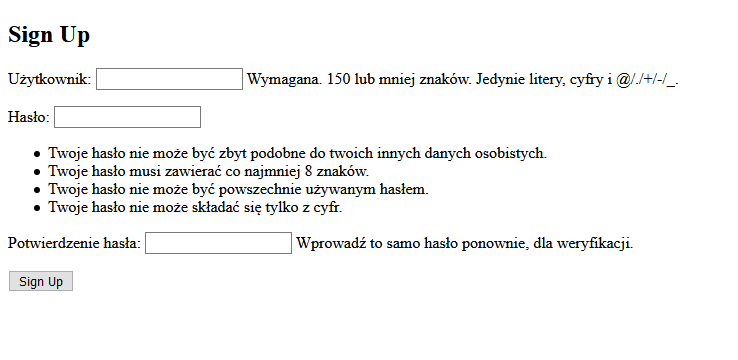 Sign Up
Użytkownik: Wymagana. 150 lub mniej znaków. Jedynie litery, cyfry i @/./+/-/_.
Hasło:
Twoje hasło nie może być zbyt podobne do twoich innych danych osobistych.
Twoje hasło musi zawierać co najmniej 8 znaków.
Twoje hasło nie może być powszechnie używanym hasłem.
Twoje hasło nie może składać się tylko z cyfr.
Potwierdzenie hasła: Wprowadź to samo hasło ponownie, dla weryfikacji.
Sign Up